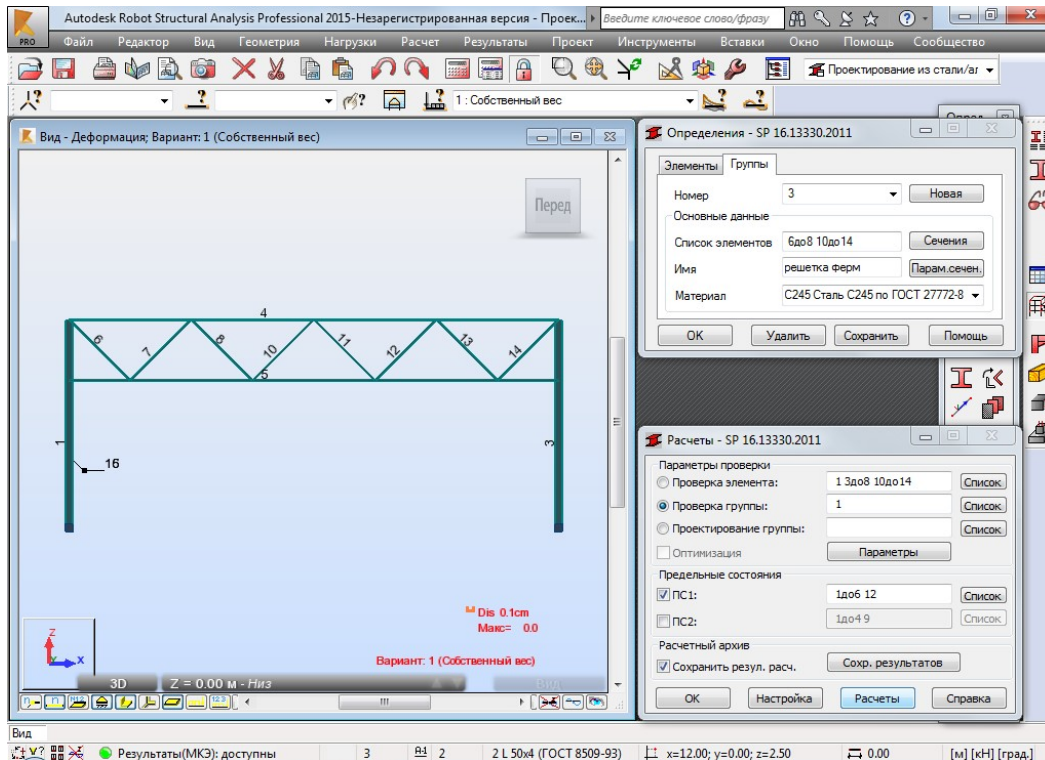 Autodesk Robot Structural Analysis Professional 2015-Незарегистрированная версия - Проек...
Введите ключевое слово/фразу
PRO
Файл Редактор Вид Геометрия Нагрузки Расчет Результаты Проект Инструменты Вставки Окно Помощь Сообщество
Проектирование из стали/аг
1 : Собственный вес
Вид - Деформация; Вариант: 1 (Собственный вес)
Перед
4
6 7 8 10 11 12 13 14
5
1 3
16
Dis 0.1cm
Макс= 0.0
Вариант: 1 (Собственный вес)
Z
X
3D Z = 0.00 м - Низ Вид
Определения - SP 16.13330.2011
Элементы Группы
Номер 3 Новая
Основные данные
Список элементов 6до8 10до14 Сечения
Имя решетка ферм Парам.сечен.
Материал C245 Сталь C245 по ГОСТ 27772-8
OK Удалить Сохранить Помощь
Расчеты - SP 16.13330.2011
Параметры проверки
Проверка элемента: 1 3до8 10до14 Список
Проверка группы: 1 Список
Проектирование группы: Список
Оптимизация Параметры
Предельные состояния
ПС1: 1до6 12 Список
ПС2: 1до4 9 Список
Расчетный архив
Сохранить резул. расч. Сохр. результатов
OK Настройка Расчеты Справка
Вид
Результаты(МКЭ): доступны 3 2 2 L 50x4 (ГОСТ 8509-93) x=12.00; y=0.00; z=2.50 0.00 [м] [кН] [град.]